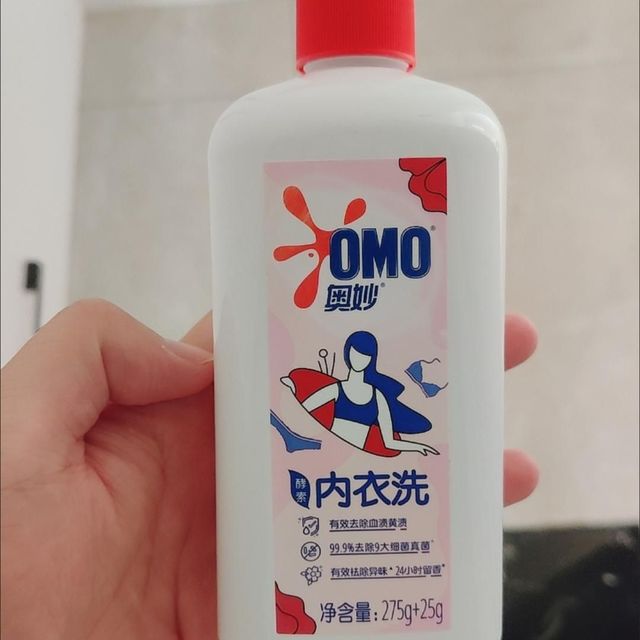 OMO®
奥妙®
酵素
内衣洗
有效去除血渍黄渍
99.9%去除9大细菌真菌*
有效祛除异味*24小时留香*
净含量：275g+25g